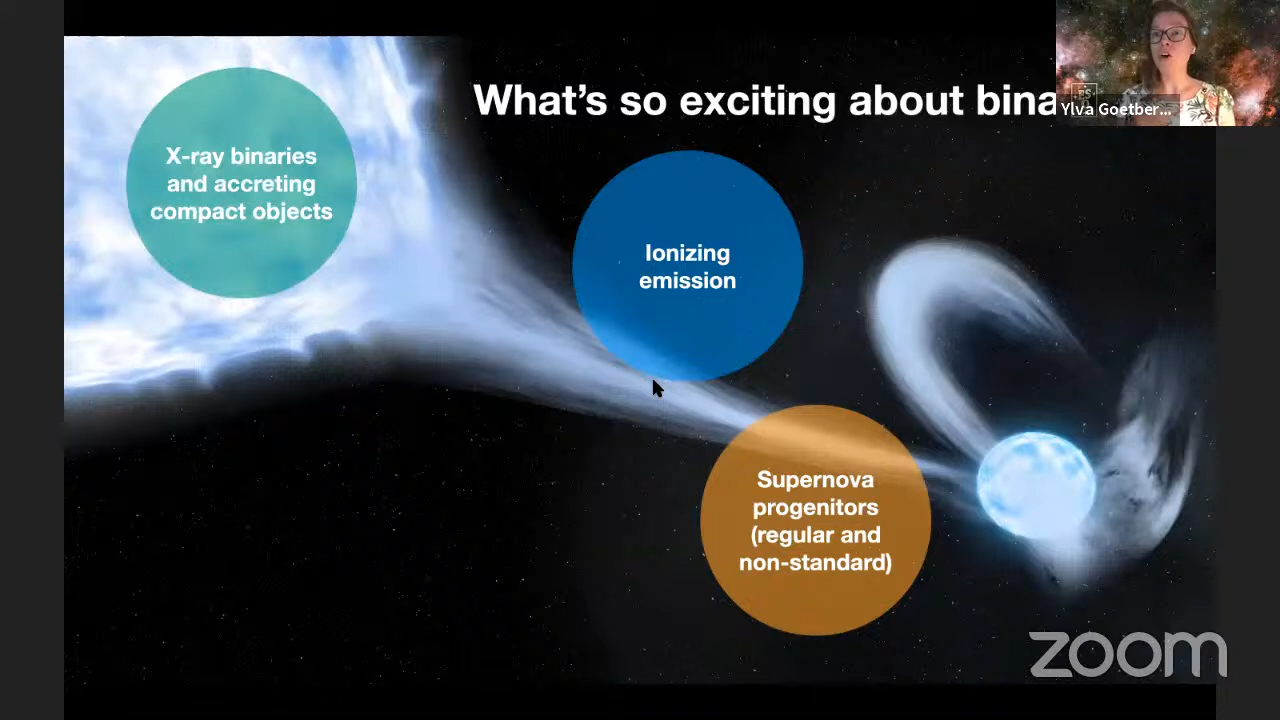 What's so exciting about bina
Ylva Goetber...
X-ray binaries
and accreting
compact objects
Ionizing
emission
Supernova
progenitors
(regular and
non-standard)
zoom